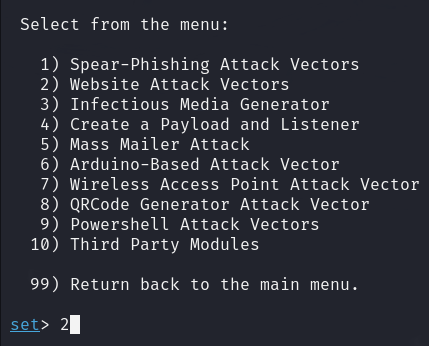 Select from the menu:
1) Spear-Phishing Attack Vectors
2) Website Attack Vectors
3) Infectious Media Generator
4) Create a Payload and Listener
5) Mass Mailer Attack
6) Arduino-Based Attack Vector
7) Wireless Access Point Attack Vector
8) QRCode Generator Attack Vector
9) Powershell Attack Vectors
10) Third Party Modules
99) Return back to the main menu.
set> 2